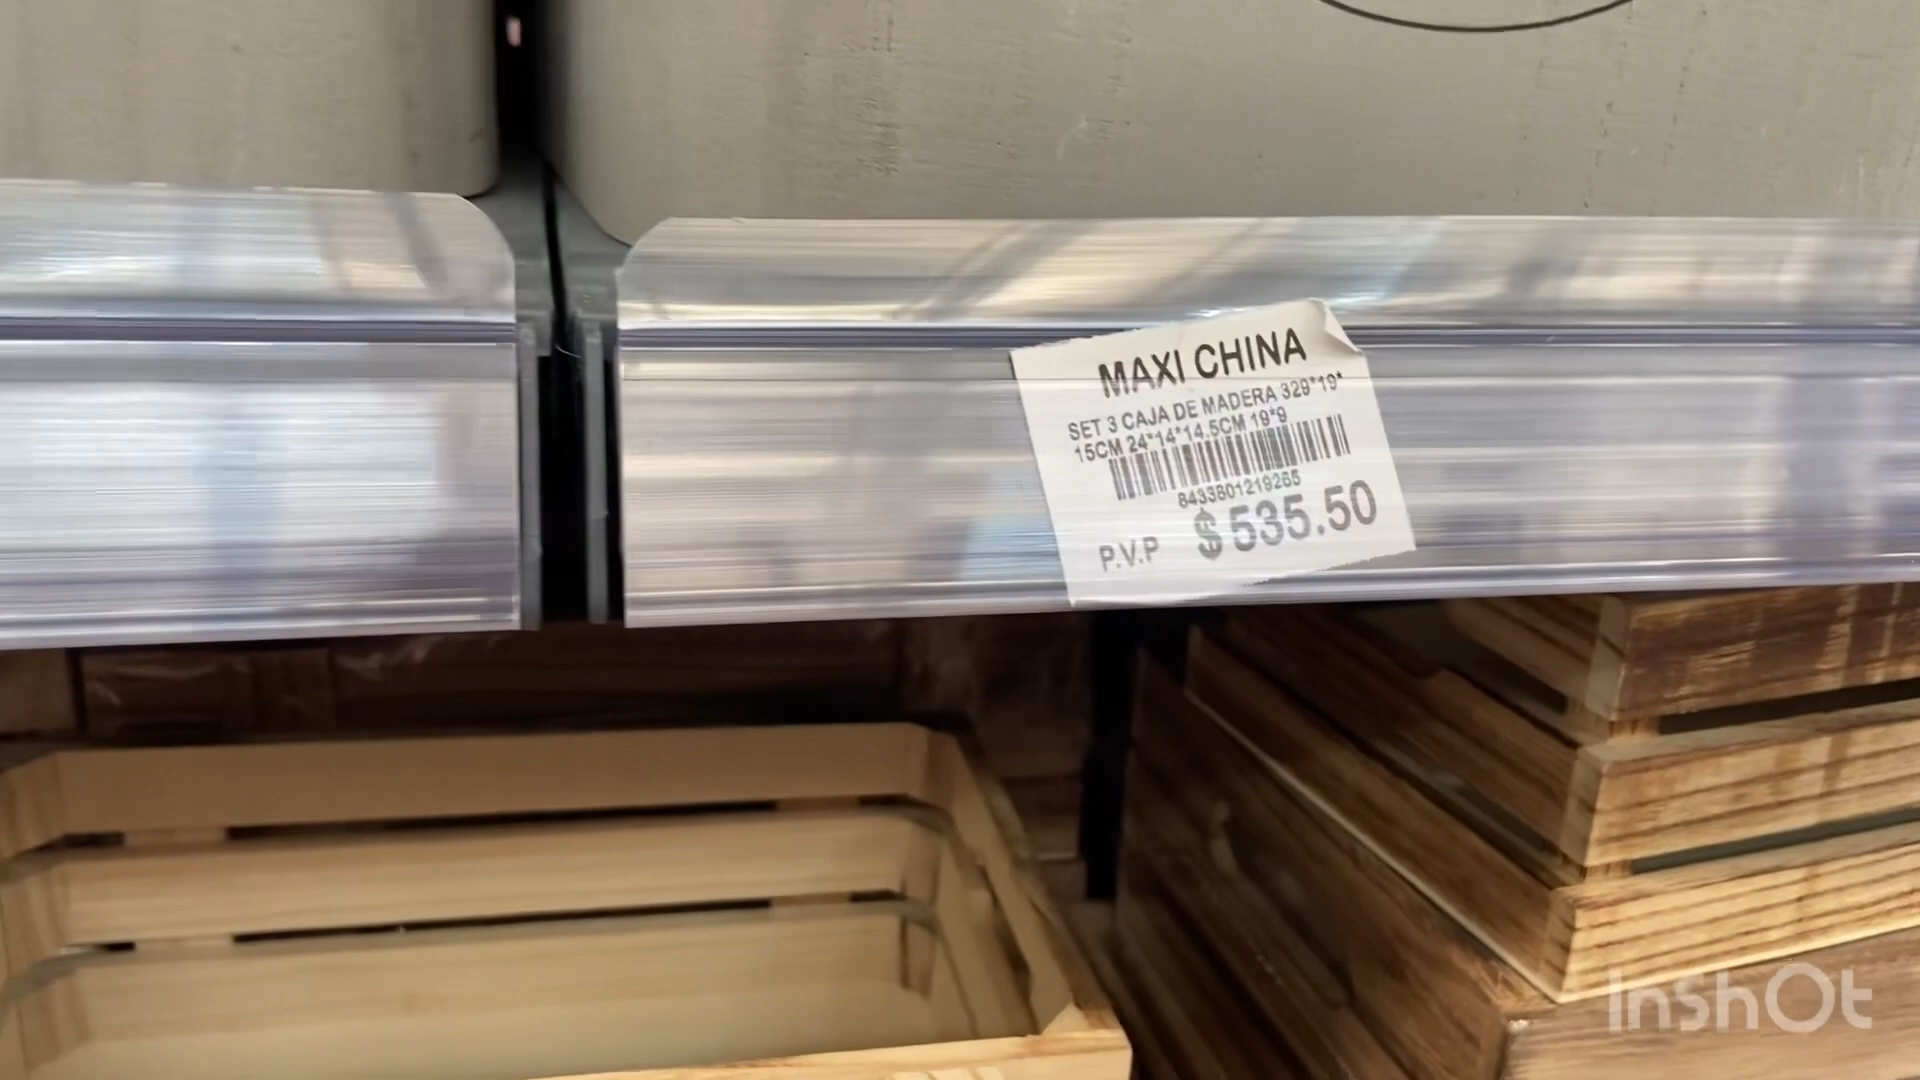 MAXI CHINA
SET 3 CAJA DE MADERA 329*19*
15CM 24*14*14.5CM 19*9
8433801219265
P.V.P $535.50
InShOt